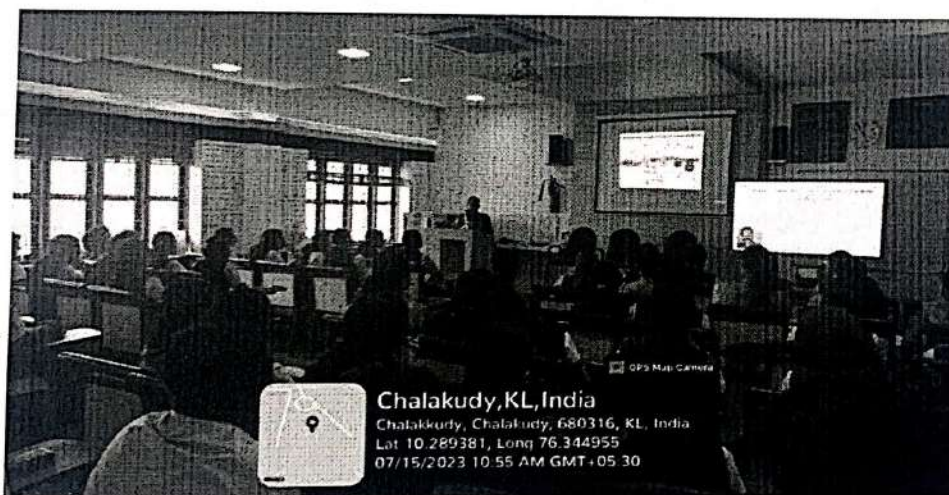 GPS Map Camera
Chalakudy,KL,India
Chalakkudy, Chalakudy, 680316, KL, India
Lat 10.289381, Long 76.344955
07/15/2023 10:55 AM GMT+05:30